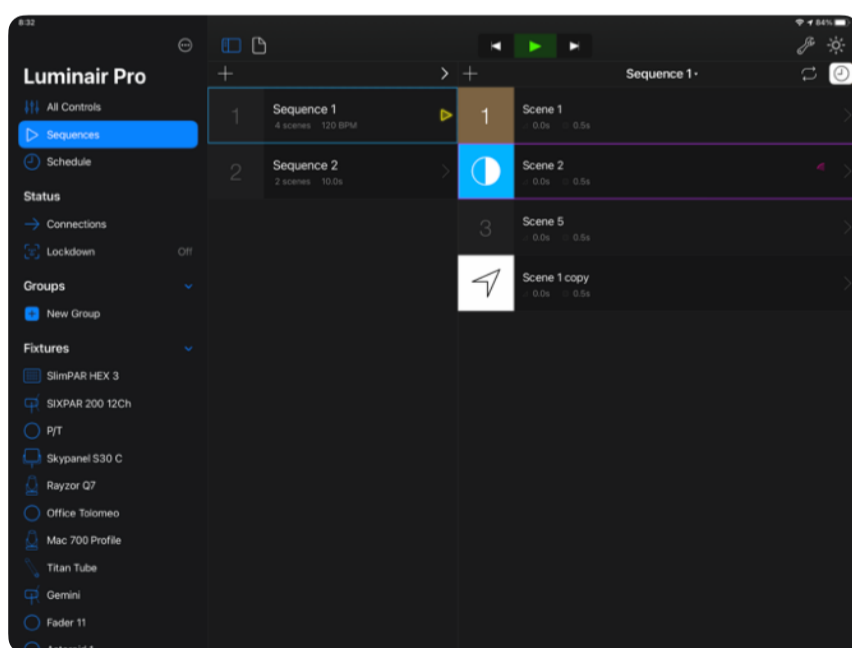 8:32
84%
Luminair Pro
All Controls
Sequences
Schedule
Status
Connections
Lockdown Off
Groups
New Group
Fixtures
SlimPAR HEX 3
SIXPAR 200 12Ch
P/T
Skypanel S30 C
Rayzor Q7
Office Tolomeo
Mac 700 Profile
Titan Tube
Gemini
Fader 11
1
Sequence 1
4 scenes 120 BPM
2
Sequence 2
2 scenes 10.0s
Sequence 1
1
Scene 1
0.0s 0.5s
Scene 2
0.0s 0.5s
3
Scene 5
0.0s 0.5s
Scene 1 copy
0.0s 0.5s